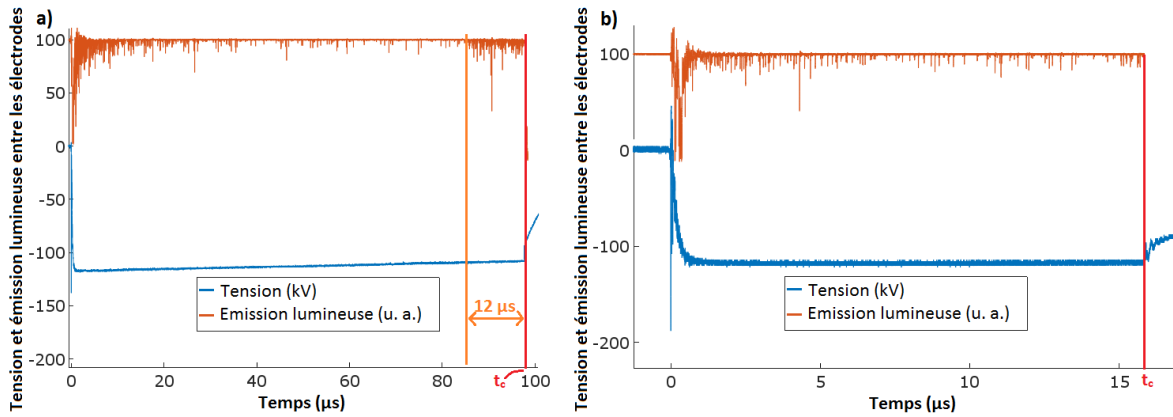 a)
Tension et émission lumineuse entre les électrodes
100
50
0
-50
-100
-150
-200
0
20
40
60
80
100
Tension (kV)
Emission lumineuse (u. a.)
12 µs
tc
Temps (µs)
b)
Tension et émission lumineuse entre les électrodes
100
0
-100
-200
0
5
10
15
Tension (kV)
Emission lumineuse (u. a.)
tc
Temps (µs)